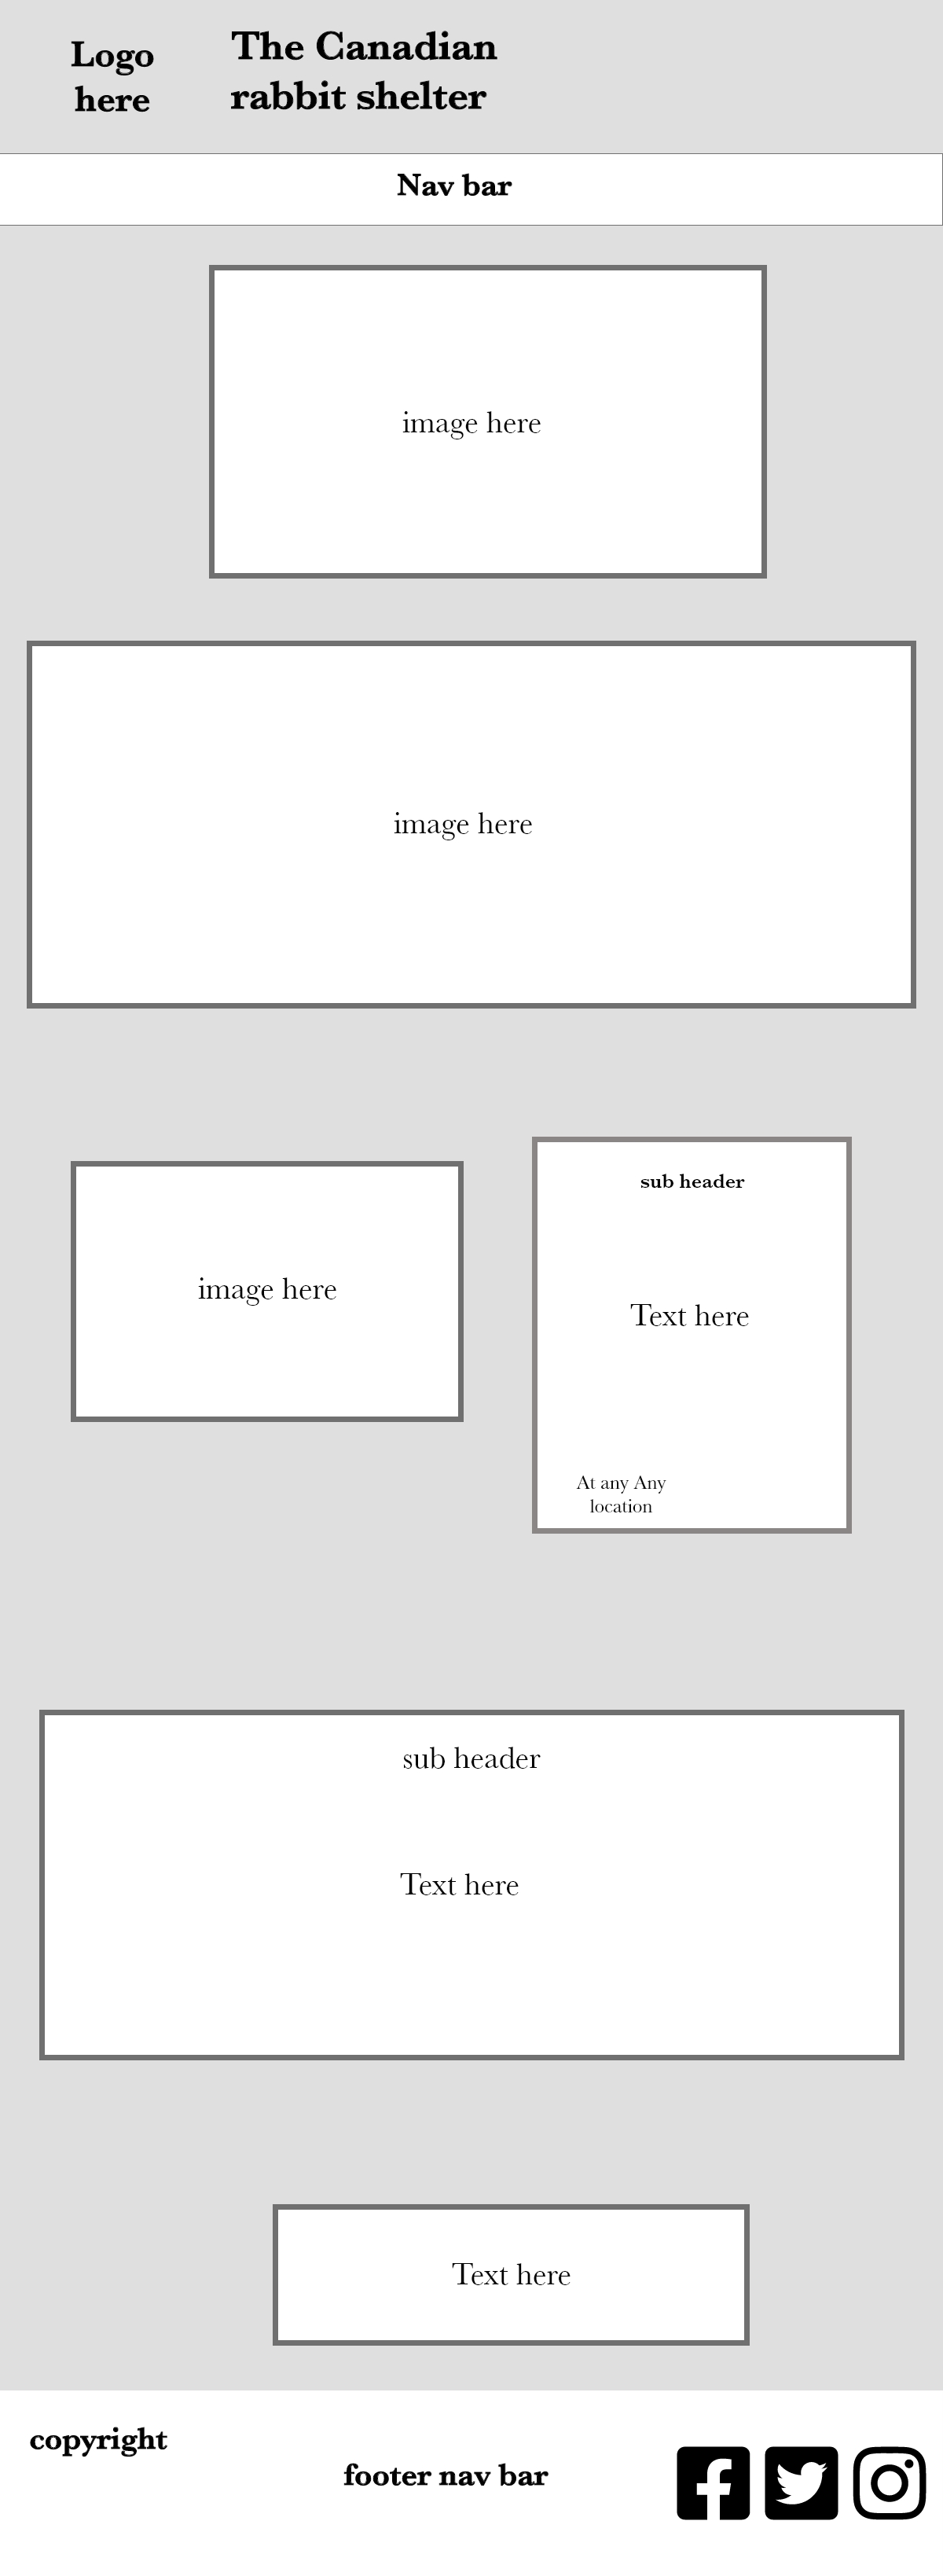 Logo
here
The Canadian
rabbit shelter
Nav bar
image here
image here
image here
sub header
Text here
At any Any
location
sub header
Text here
Text here
copyright
footer nav bar